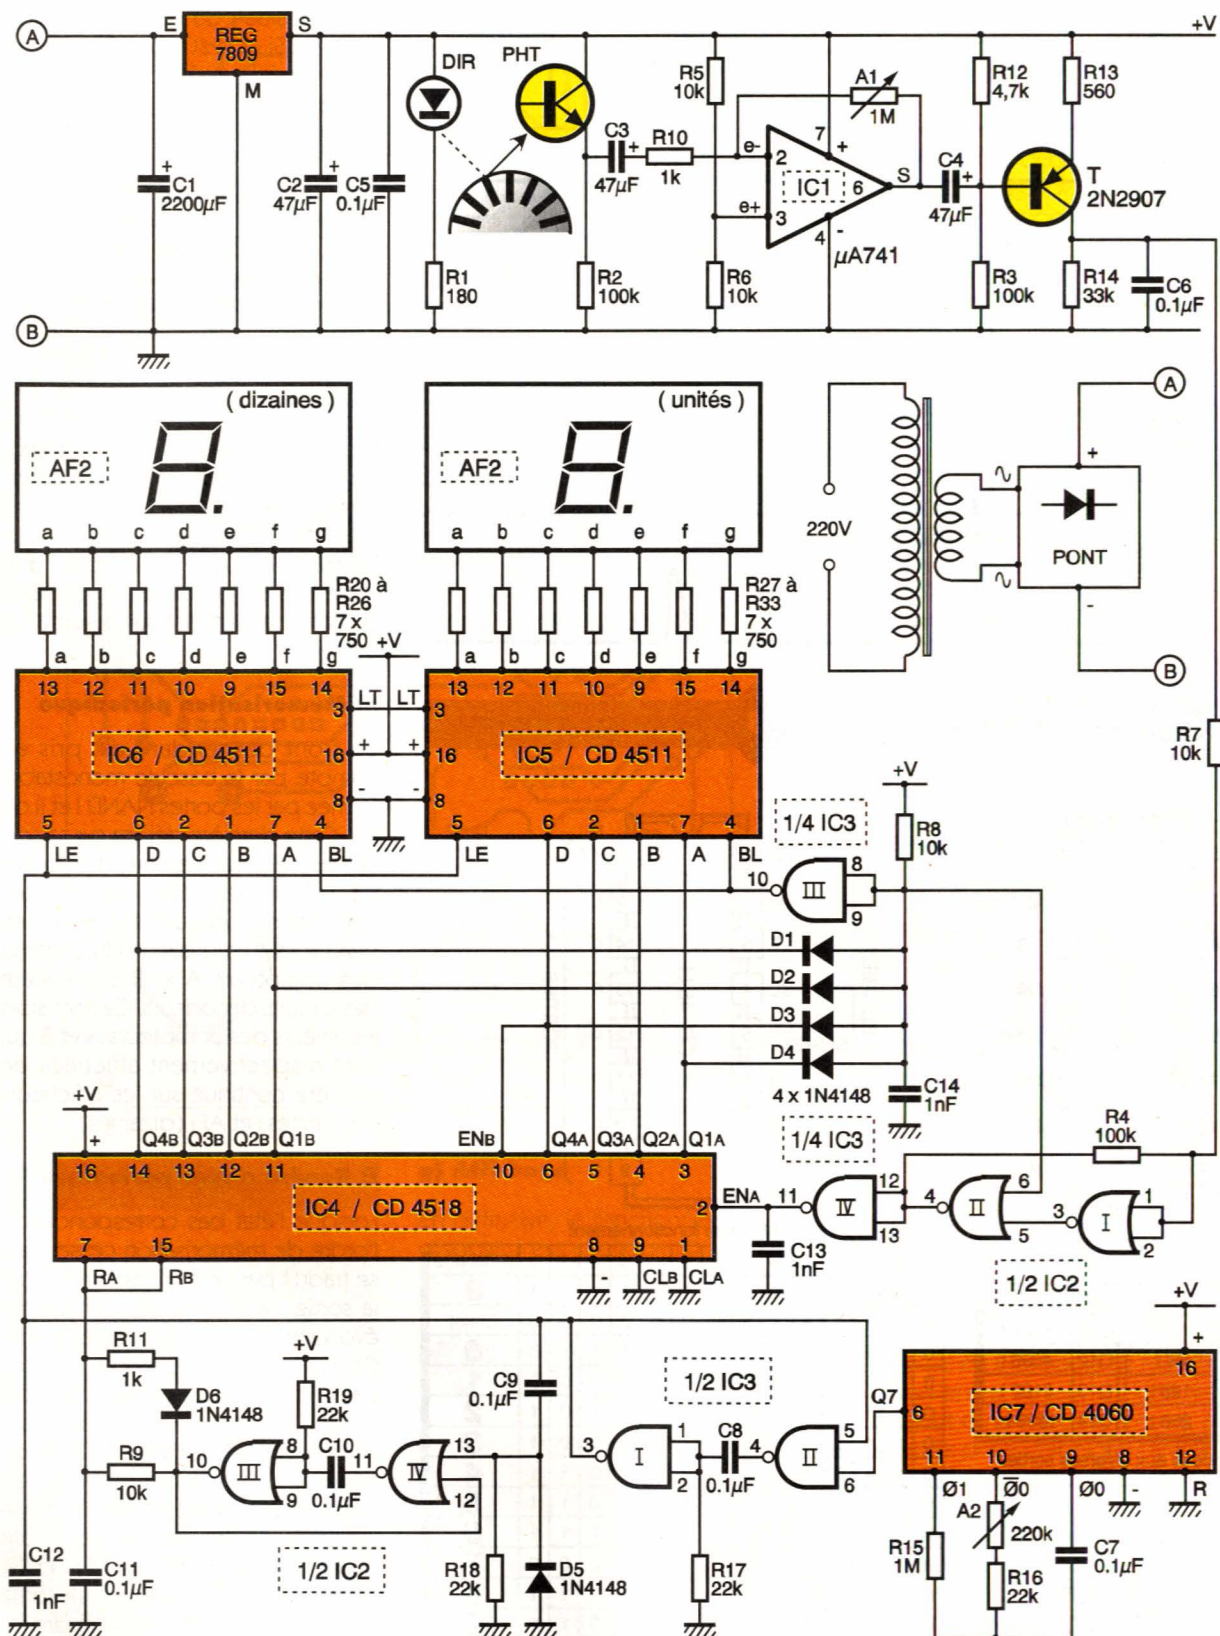 A
E
REG
7809
S
M
+V
DIR
PHT
C1
2200µF
+
C2
47µF
+
C5
0.1µF
R1
180
R2
100k
C3
+
47µF
R10
1k
R5
10k
R6
10k
A1
1M
e-
2
e+
3
7
+
IC1
6
S
4
-
µA741
C4
+
47µF
R12
4,7k
R13
560
T
2N2907
R3
100k
R14
33k
C6
0.1µF
B
( dizaines )
AF2
a b c d e f g
( unités )
AF2
a b c d e f g
220V
A
+
PONT
-
B
R20 à
R26
7 x
750
R27 à
R33
7 x
750
+V
a b c d e f g
13 12 11 10 9 15 14
3
LT
LT
3
IC6 / CD 4511
16
+
+
16
8
-
-
8
5 6 2 1 7 4
LE D C B A BL
a b c d e f g
13 12 11 10 9 15 14
IC5 / CD 4511
5 6 2 1 7 4
LE D C B A BL
R7
10k
+V
R8
10k
1/4 IC3
10
III
8
9
D1
D2
D3
D4
4 x 1N4148
C14
1nF
1/4 IC3
R4
100k
+V
+
Q4B Q3B Q2B Q1B
ENB
Q4A Q3A Q2A Q1A
16 14 13 12 11 10 6 5 4 3
IC4 / CD 4518
2
ENA
11
IV
12
13
4
II
6
5
3
I
1
2
7 15
8 9 1
RA
RB
-
CLB
CLA
C13
1nF
1/2 IC2
+V
+
16
R11
1k
D6
1N4148
+V
R19
22k
R9
10k
10
III
8
9
C10
0.1µF
11
IV
13
12
C9
0.1µF
1/2 IC3
3
I
1
2
C8
0.1µF
4
II
5
6
Q7
6
IC7 / CD 4060
11 10 9 8 12
Ø1
Ø0
Ø0
-
R
A2
220k
R15
1M
R16
22k
C7
0.1µF
C12
1nF
C11
0.1µF
1/2 IC2
R18
22k
D5
1N4148
R17
22k